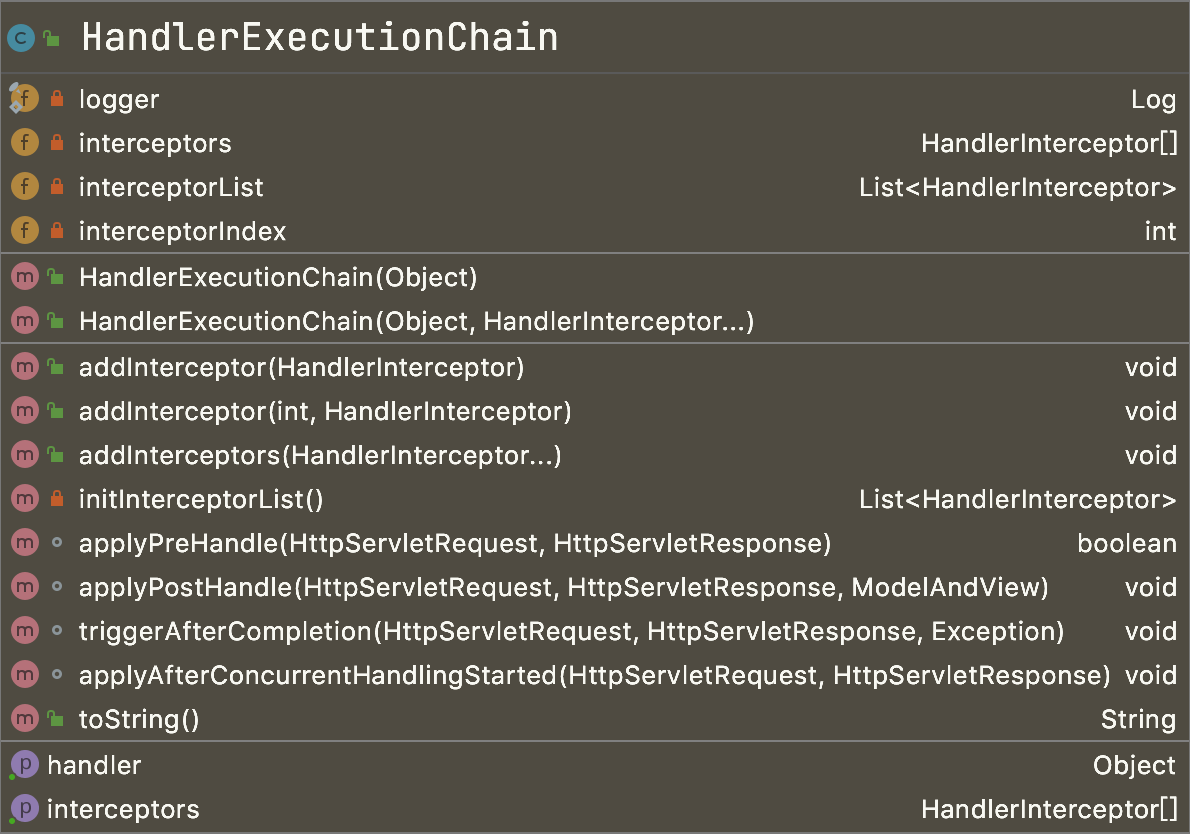 C HandlerExecutionChain
f logger Log
f interceptors HandlerInterceptor[]
f interceptorList List<HandlerInterceptor>
f interceptorIndex int
m HandlerExecutionChain(Object)
m HandlerExecutionChain(Object, HandlerInterceptor...)
m addInterceptor(HandlerInterceptor) void
m addInterceptor(int, HandlerInterceptor) void
m addInterceptors(HandlerInterceptor...) void
m initInterceptorList() List<HandlerInterceptor>
m applyPreHandle(HttpServletRequest, HttpServletResponse) boolean
m applyPostHandle(HttpServletRequest, HttpServletResponse, ModelAndView) void
m triggerAfterCompletion(HttpServletRequest, HttpServletResponse, Exception) void
m applyAfterConcurrentHandlingStarted(HttpServletRequest, HttpServletResponse) void
m toString() String
p handler Object
p interceptors HandlerInterceptor[]